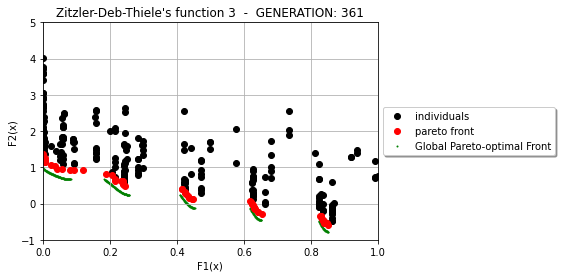 Zitzler-Deb-Thiele's function 3 - GENERATION: 361
5
4
3
2
1
0
−1
F2(x)
0.0 0.2 0.4 0.6 0.8 1.0
F1(x)
individuals
pareto front
Global Pareto-optimal Front